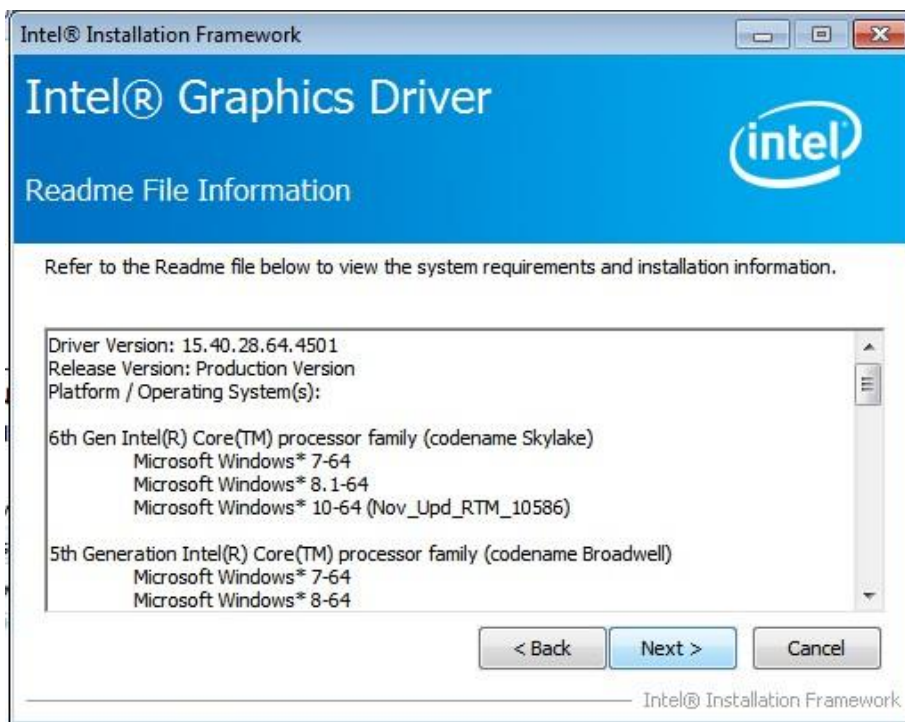 Intel® Installation Framework
Intel® Graphics Driver
intel®
Readme File Information
Refer to the Readme file below to view the system requirements and installation information.
Driver Version: 15.40.28.64.4501
Release Version: Production Version
Platform / Operating System(s):
6th Gen Intel(R) Core(TM) processor family (codename Skylake)
Microsoft Windows* 7-64
Microsoft Windows* 8.1-64
Microsoft Windows* 10-64 (Nov_Upd_RTM_10586)
5th Generation Intel(R) Core(TM) processor family (codename Broadwell)
Microsoft Windows* 7-64
Microsoft Windows* 8-64
< Back
Next >
Cancel
Intel® Installation Framework